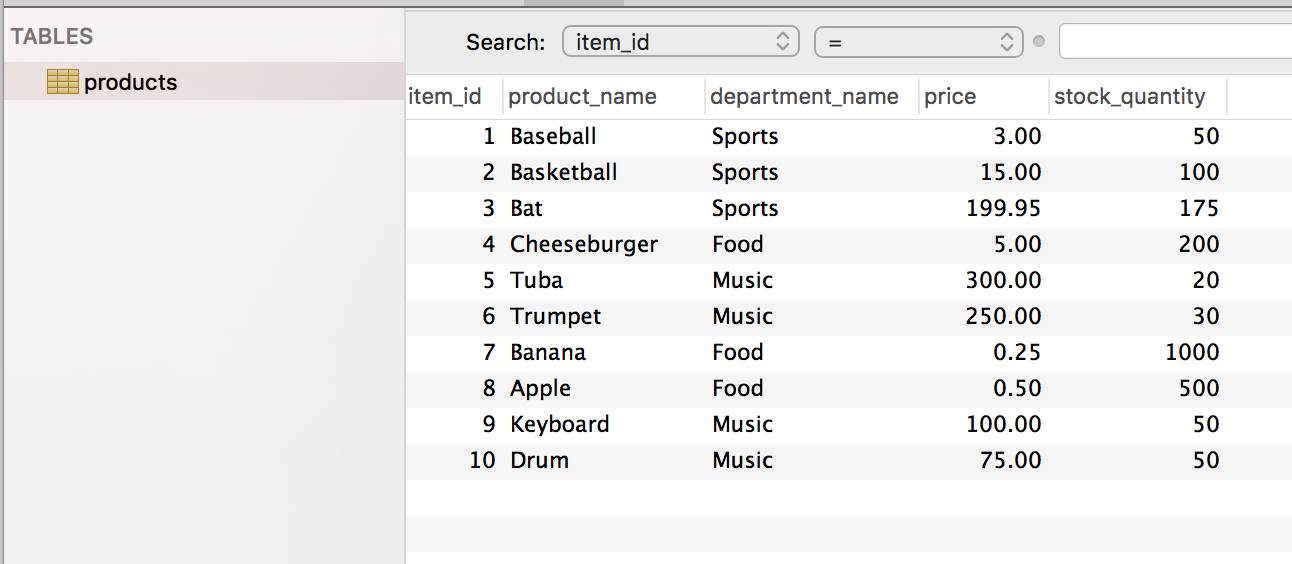 TABLES
products
Search: item_id =
item_id product_name department_name price stock_quantity
1 Baseball Sports 3.00 50
2 Basketball Sports 15.00 100
3 Bat Sports 199.95 175
4 Cheeseburger Food 5.00 200
5 Tuba Music 300.00 20
6 Trumpet Music 250.00 30
7 Banana Food 0.25 1000
8 Apple Food 0.50 500
9 Keyboard Music 100.00 50
10 Drum Music 75.00 50